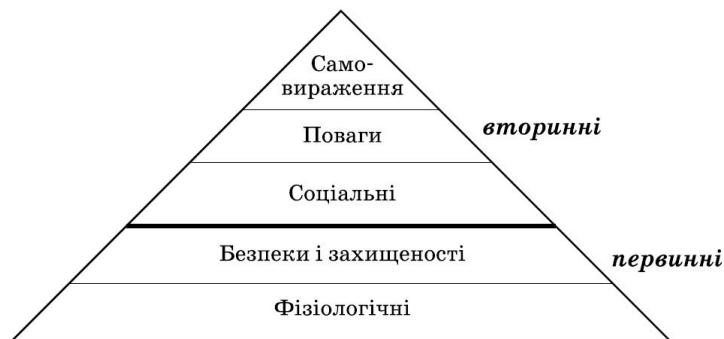 Само-
вираження
вторинні
Поваги
Соціальні
Безпеки і захищеності
первинні
Фізіологічні